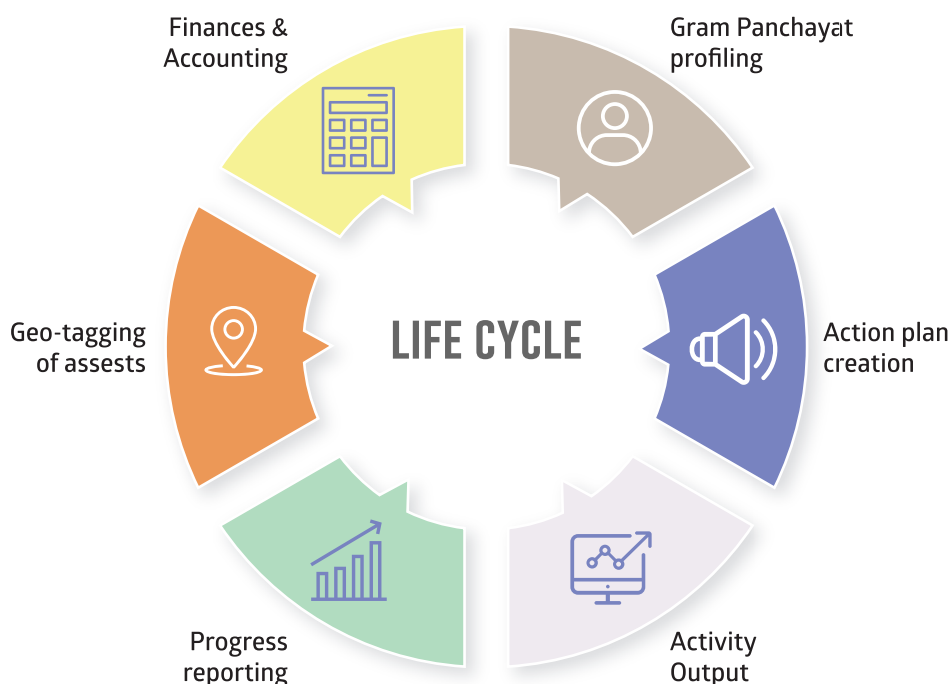 Finances &
Accounting
Gram Panchayat
profiling
Geo-tagging
of assests
LIFE CYCLE
Action plan
creation
Progress
reporting
Activity
Output